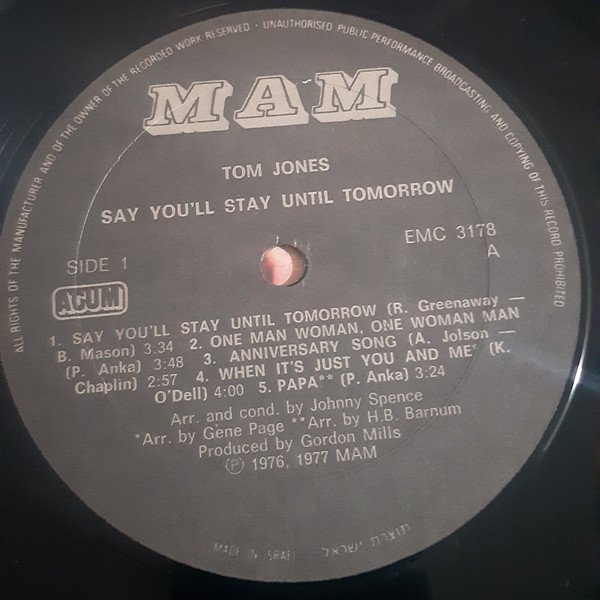 ALL RIGHTS OF THE MANUFACTURER AND OF THE OWNER OF THE RECORDED WORK RESERVED · UNAUTHORISED PUBLIC PERFORMANCE BROADCASTING AND COPYING OF THIS RECORD PROHIBITED
MAM
TOM JONES
SAY YOU'LL STAY UNTIL TOMORROW
EMC 3178
SIDE 1
A
ACUM
1. SAY YOU'LL STAY UNTIL TOMORROW (R. Greenaway —
B. Mason) 3:34 2. ONE MAN WOMAN, ONE WOMAN MAN
(P. Anka) 3:48 3. ANNIVERSARY SONG (A. Jolson —
Chaplin) 2:57 4. WHEN IT'S JUST YOU AND ME* (K.
O'Dell) 4:00 5. PAPA** (P. Anka) 3:24
Arr. and cond. by Johnny Spence
*Arr. by Gene Page **Arr. by H.B. Barnum
Produced by Gordon Mills
Ⓟ 1976, 1977 MAM
MADE IN ISRAEL תוצרת ישראל